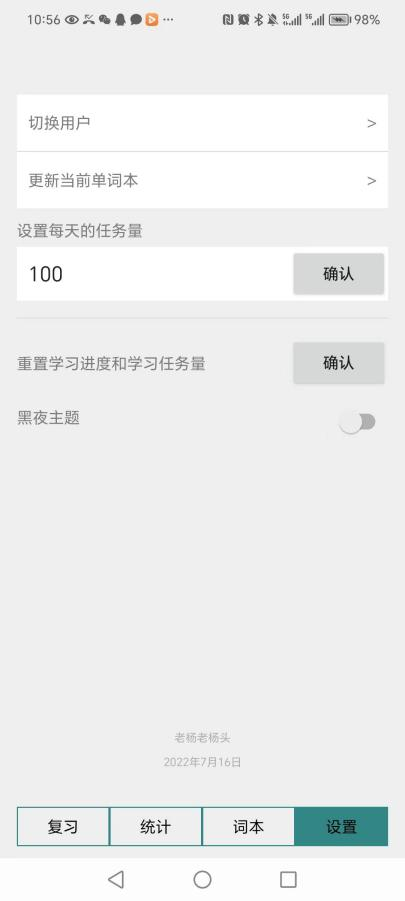 10:56 98%
切换用户 >
更新当前单词本 >
设置每天的任务量
100 确认
重置学习进度和学习任务量 确认
黑夜主题
老杨老杨头
2022年7月16日
复习 统计 词本 设置